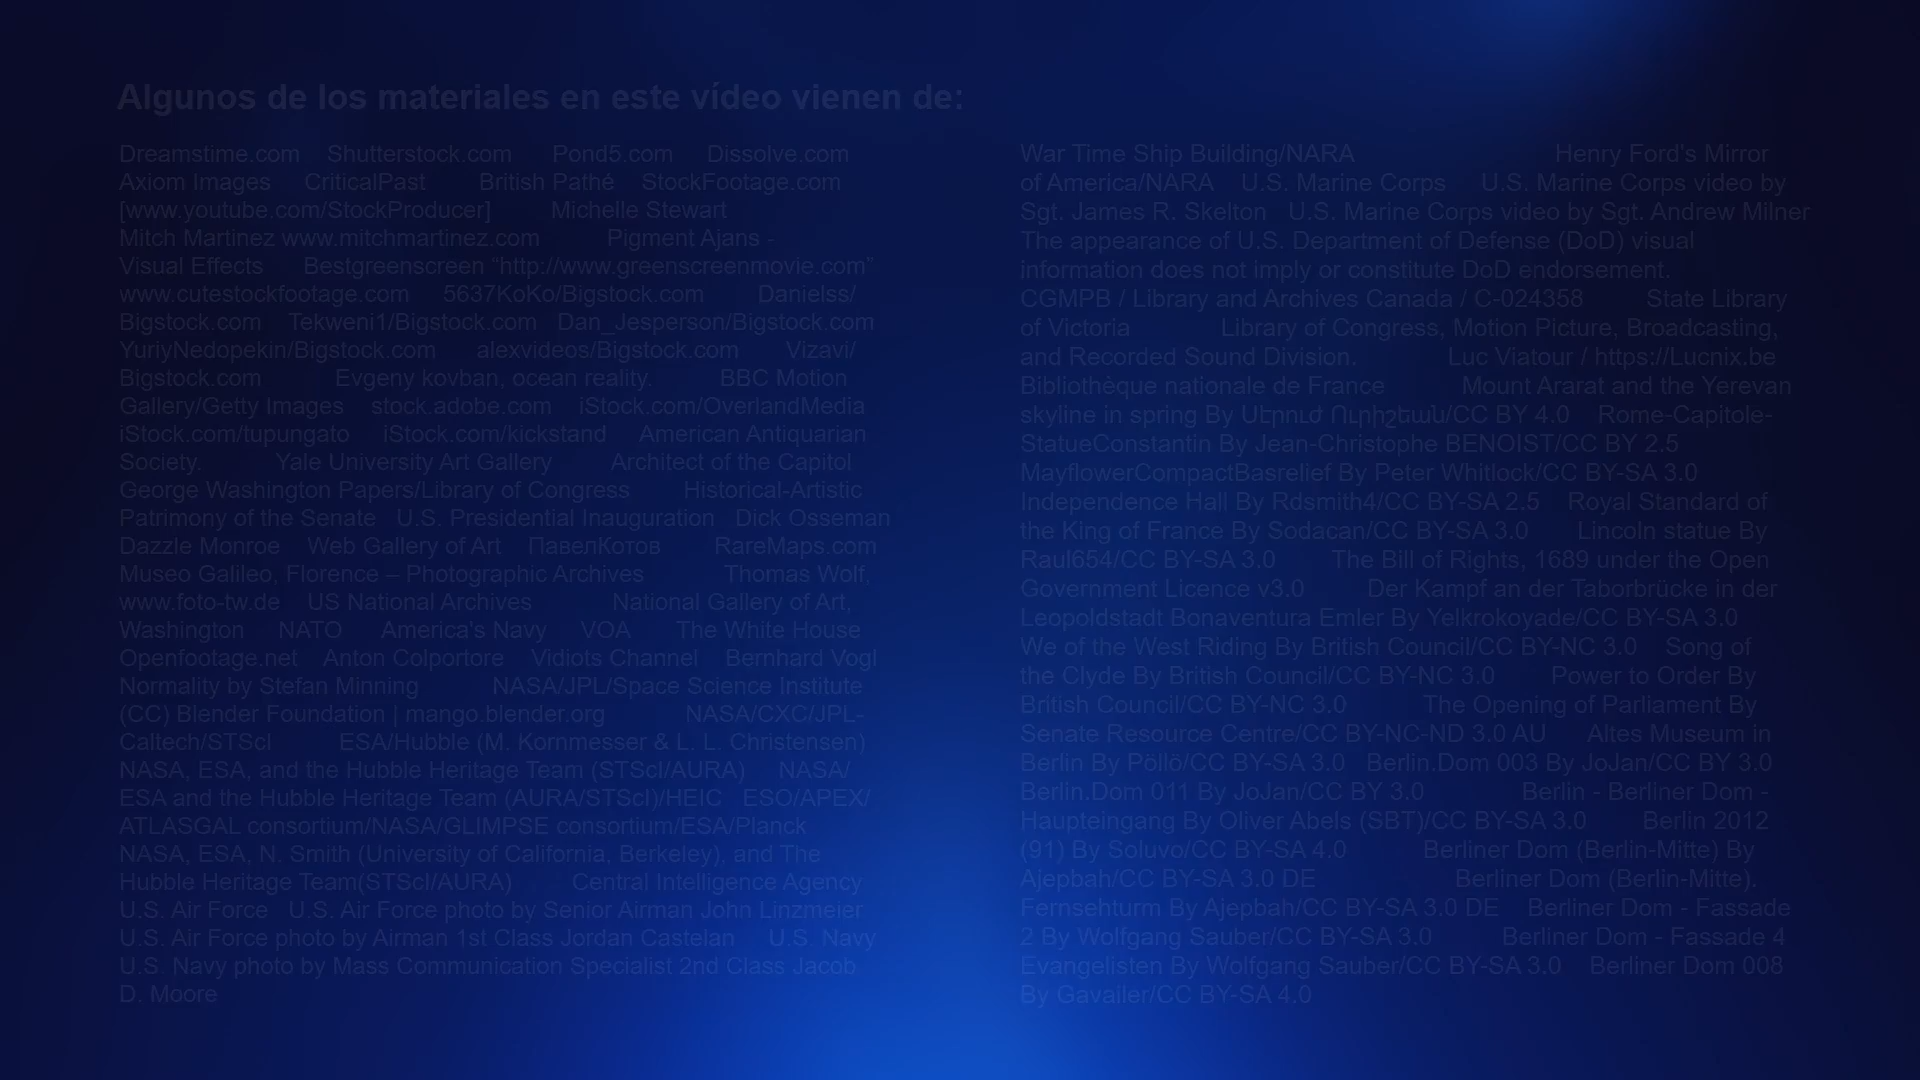 Algunos de los materiales en este vídeo vienen de:
Dreamstime.com Shutterstock.com Pond5.com Dissolve.com
Axiom Images CriticalPast British Pathé StockFootage.com
[www.youtube.com/StockProducer] Michelle Stewart
Mitch Martinez www.mitchmartinez.com Pigment Ajans -
Visual Effects Bestgreenscreen “http://www.greenscreenmovie.com”
www.cutestockfootage.com 5637KoKo/Bigstock.com Danielss/
Bigstock.com Tekweni1/Bigstock.com Dan_Jesperson/Bigstock.com
YuriyNedopekin/Bigstock.com alexvideos/Bigstock.com Vizavi/
Bigstock.com Evgeny kovban, ocean reality. BBC Motion
Gallery/Getty Images stock.adobe.com iStock.com/OverlandMedia
iStock.com/tupungato iStock.com/kickstand American Antiquarian
Society. Yale University Art Gallery Architect of the Capitol
George Washington Papers/Library of Congress Historical-Artistic
Patrimony of the Senate U.S. Presidential Inauguration Dick Osseman
Dazzle Monroe Web Gallery of Art ПавелКотов RareMaps.com
Museo Galileo, Florence – Photographic Archives Thomas Wolf,
www.foto-tw.de US National Archives National Gallery of Art,
Washington NATO America's Navy VOA The White House
Openfootage.net Anton Colportore Vidiots Channel Bernhard Vogl
Normality by Stefan Minning NASA/JPL/Space Science Institute
(CC) Blender Foundation | mango.blender.org NASA/CXC/JPL-
Caltech/STScI ESA/Hubble (M. Kornmesser & L. L. Christensen)
NASA, ESA, and the Hubble Heritage Team (STScI/AURA) NASA/
ESA and the Hubble Heritage Team (AURA/STScI)/HEIC ESO/APEX/
ATLASGAL consortium/NASA/GLIMPSE consortium/ESA/Planck
NASA, ESA, N. Smith (University of California, Berkeley), and The
Hubble Heritage Team(STScI/AURA) Central Intelligence Agency
U.S. Air Force U.S. Air Force photo by Senior Airman John Linzmeier
U.S. Air Force photo by Airman 1st Class Jordan Castelan U.S. Navy
U.S. Navy photo by Mass Communication Specialist 2nd Class Jacob
D. Moore
War Time Ship Building/NARA Henry Ford's Mirror
of America/NARA U.S. Marine Corps U.S. Marine Corps video by
Sgt. James R. Skelton U.S. Marine Corps video by Sgt. Andrew Milner
The appearance of U.S. Department of Defense (DoD) visual
information does not imply or constitute DoD endorsement.
CGMPB / Library and Archives Canada / C-024358 State Library
of Victoria Library of Congress, Motion Picture, Broadcasting,
and Recorded Sound Division. Luc Viatour / https://Lucnix.be
Bibliothèque nationale de France Mount Ararat and the Yerevan
skyline in spring By Սէրուժ Ուրիշեան/CC BY 4.0 Rome-Capitole-
StatueConstantin By Jean-Christophe BENOIST/CC BY 2.5
MayflowerCompactBasrelief By Peter Whitlock/CC BY-SA 3.0
Independence Hall By Rdsmith4/CC BY-SA 2.5 Royal Standard of
the King of France By Sodacan/CC BY-SA 3.0 Lincoln statue By
Raul654/CC BY-SA 3.0 The Bill of Rights, 1689 under the Open
Government Licence v3.0 Der Kampf an der Taborbrücke in der
Leopoldstadt Bonaventura Emler By Yelkrokoyade/CC BY-SA 3.0
We of the West Riding By British Council/CC BY-NC 3.0 Song of
the Clyde By British Council/CC BY-NC 3.0 Power to Order By
British Council/CC BY-NC 3.0 The Opening of Parliament By
Senate Resource Centre/CC BY-NC-ND 3.0 AU Altes Museum in
Berlin By Pöllö/CC BY-SA 3.0 Berlin.Dom 003 By JoJan/CC BY 3.0
Berlin.Dom 011 By JoJan/CC BY 3.0 Berlin - Berliner Dom -
Haupteingang By Oliver Abels (SBT)/CC BY-SA 3.0 Berlin 2012
(91) By Soluvo/CC BY-SA 4.0 Berliner Dom (Berlin-Mitte) By
Ajepbah/CC BY-SA 3.0 DE Berliner Dom (Berlin-Mitte).
Fernsehturm By Ajepbah/CC BY-SA 3.0 DE Berliner Dom - Fassade
2 By Wolfgang Sauber/CC BY-SA 3.0 Berliner Dom - Fassade 4
Evangelisten By Wolfgang Sauber/CC BY-SA 3.0 Berliner Dom 008
By Gavailer/CC BY-SA 4.0